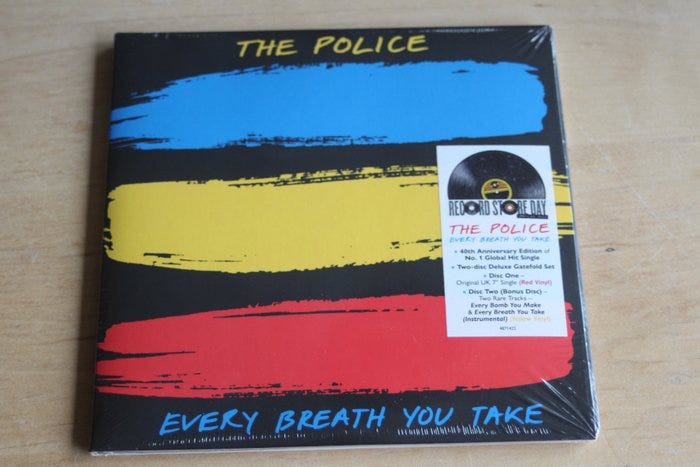 THE POLICE
RECORD STORE DAY
THE POLICE
EVERY BREATH YOU TAKE
• 40th Anniversary Edition of
No. 1 Global Hit Single
• Two-disc Deluxe Gatefold Set
• Disc One –
Original UK 7" Single (Red Vinyl)
• Disc Two (Bonus Disc) –
Two Rare Tracks –
Every Bomb You Make
& Every Breath You Take
(Instrumental) (Yellow Vinyl)
4871425
EVERY BREATH YOU TAKE